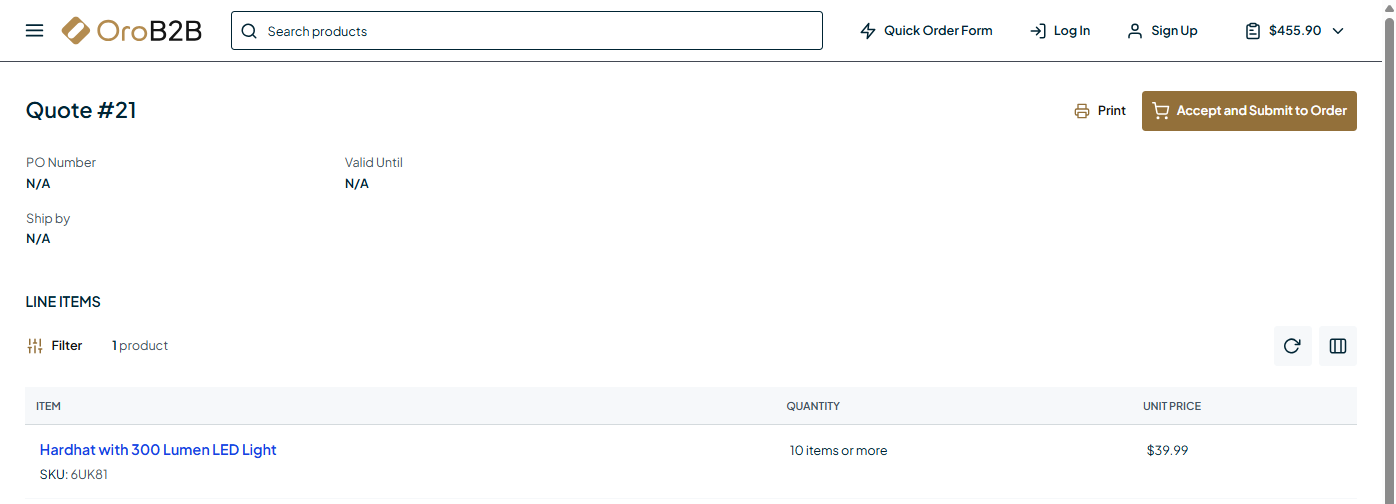 OroB2B
Search products
Quick Order Form
Log In
Sign Up
$455.90
Quote #21
Print
Accept and Submit to Order
PO Number
N/A
Valid Until
N/A
Ship by
N/A
LINE ITEMS
Filter
1 product
ITEM
QUANTITY
UNIT PRICE
Hardhat with 300 Lumen LED Light
10 items or more
$39.99
SKU: 6UK81